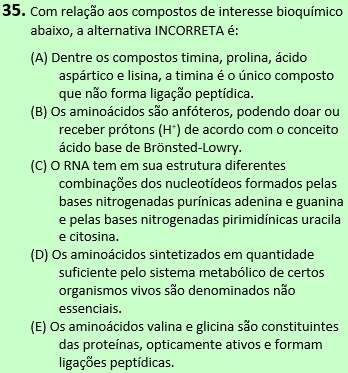 35. Com relação aos compostos de interesse bioquímico
abaixo, a alternativa INCORRETA é:
(A) Dentre os compostos timina, prolina, ácido
aspártico e lisina, a timina é o único composto
que não forma ligação peptídica.
(B) Os aminoácidos são anfóteros, podendo doar ou
receber prótons (H⁺) de acordo com o conceito
ácido base de Brönsted-Lowry.
(C) O RNA tem em sua estrutura diferentes
combinações dos nucleotídeos formados pelas
bases nitrogenadas purínicas adenina e guanina
e pelas bases nitrogenadas pirimidínicas uracila
e citosina.
(D) Os aminoácidos sintetizados em quantidade
suficiente pelo sistema metabólico de certos
organismos vivos são denominados não
essenciais.
(E) Os aminoácidos valina e glicina são constituintes
das proteínas, opticamente ativos e formam
ligações peptídicas.